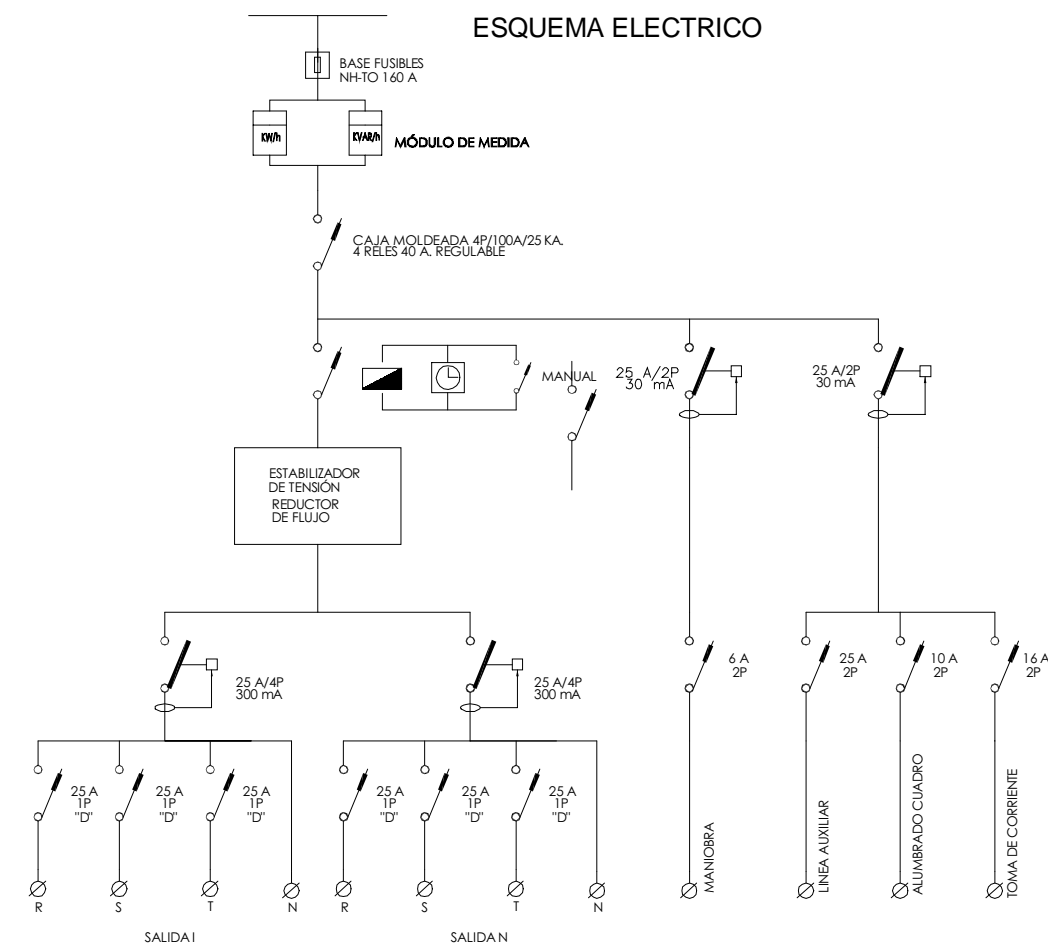 ESQUEMA ELECTRICO
BASE FUSIBLES
NH-TO 160 A
KW/h
KVAR/h
MÓDULO DE MEDIDA
CAJA MOLDEADA 4P/100A/25 KA.
4 RELES 40 A. REGULABLE
MANUAL
25 A/2P
30 mA
25 A/2P
30 mA
ESTABILIZADOR
DE TENSIÓN
REDUCTOR
DE FLUJO
25 A/4P
300 mA
25 A/4P
300 mA
6 A
2P
25 A
2P
10 A
2P
16 A
2P
25 A
1P
"D"
25 A
1P
"D"
25 A
1P
"D"
25 A
1P
"D"
25 A
1P
"D"
25 A
1P
"D"
MANIOBRA
LINEA AUXILIAR
ALUMBRADO CUADRO
TOMA DE CORRIENTE
R
S
T
N
R
S
T
N
SALIDA I
SALIDA N